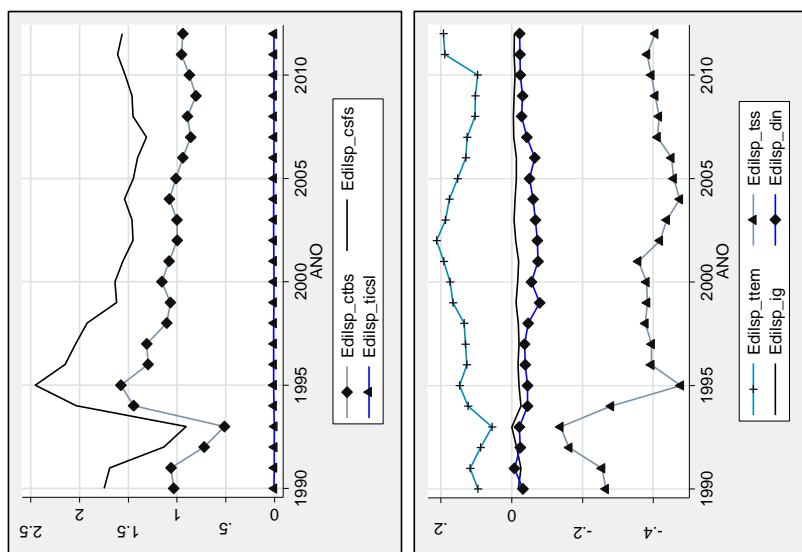 2.5
2
1.5
1
.5
0
1990 1995 2000 2005 2010
ANO
Edilsp_ctbs Edilsp_csfs
Edilsp_ticsl
.2
0
-.2
-.4
1990 1995 2000 2005 2010
ANO
Edilsp_ttem Edilsp_tss
Edilsp_ig Edilsp_din